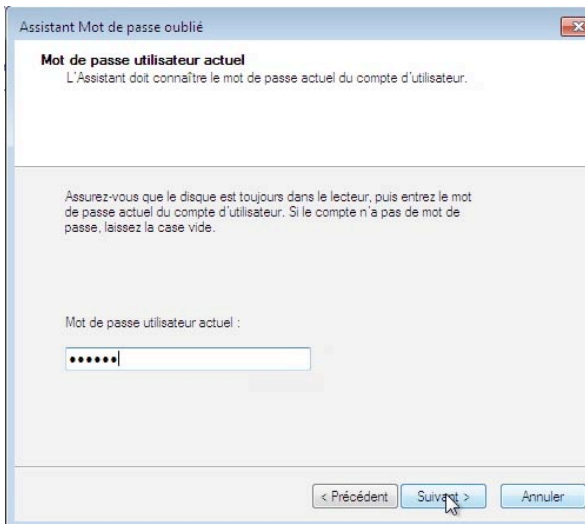 Assistant Mot de passe oublié
Mot de passe utilisateur actuel
L'Assistant doit connaître le mot de passe actuel du compte d'utilisateur.
Assurez-vous que le disque est toujours dans le lecteur, puis entrez le mot
de passe actuel du compte d'utilisateur. Si le compte n'a pas de mot de
passe, laissez la case vide.
Mot de passe utilisateur actuel :
••••••
< Précédent Suivant > Annuler